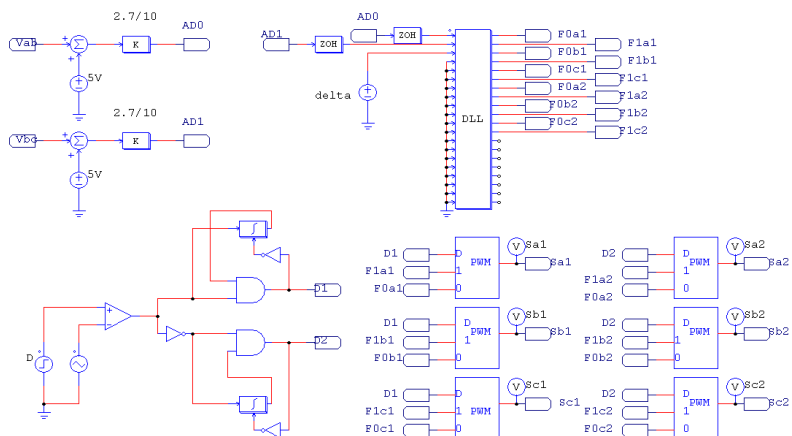 2.7/10
AD0
Vab
K
5V
2.7/10
AD1
Vbc
K
5V
AD0
AD1
ZOH
ZOH
delta
DLL
F0a1
F1a1
F0b1
F1b1
F0c1
F1c1
F0a2
F1a2
F0b2
F1b2
F0c2
F1c2
D1
D2
D
D1
F1a1
F0a1
D
1
0
PWM
V
Sa1
Sa1
D2
F1a2
F0a2
D
1
0
PWM
V
Sa2
Sa2
D1
F1b1
F0b1
D
1
0
PWM
V
Sb1
Sb1
D2
F1b2
F0b2
D
1
0
PWM
V
Sb2
Sb2
D1
F1c1
F0c1
D
1
0
PWM
V
Sc1
Sc1
D2
F1c2
F0c2
D
1
0
PWM
V
Sc2
Sc2